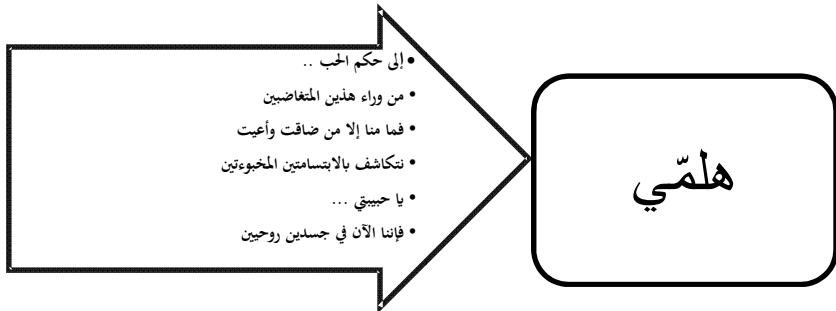 هلمّي
• إلى حكم الحب ..
• من وراء هذين المتغاضبين
• فما منا إلا من ضاقت وأعيت
• نتكاشف بالابتسامتين المخبوءتين
• يا حبيبتي ...
• فإننا الآن في جسدين روحيين